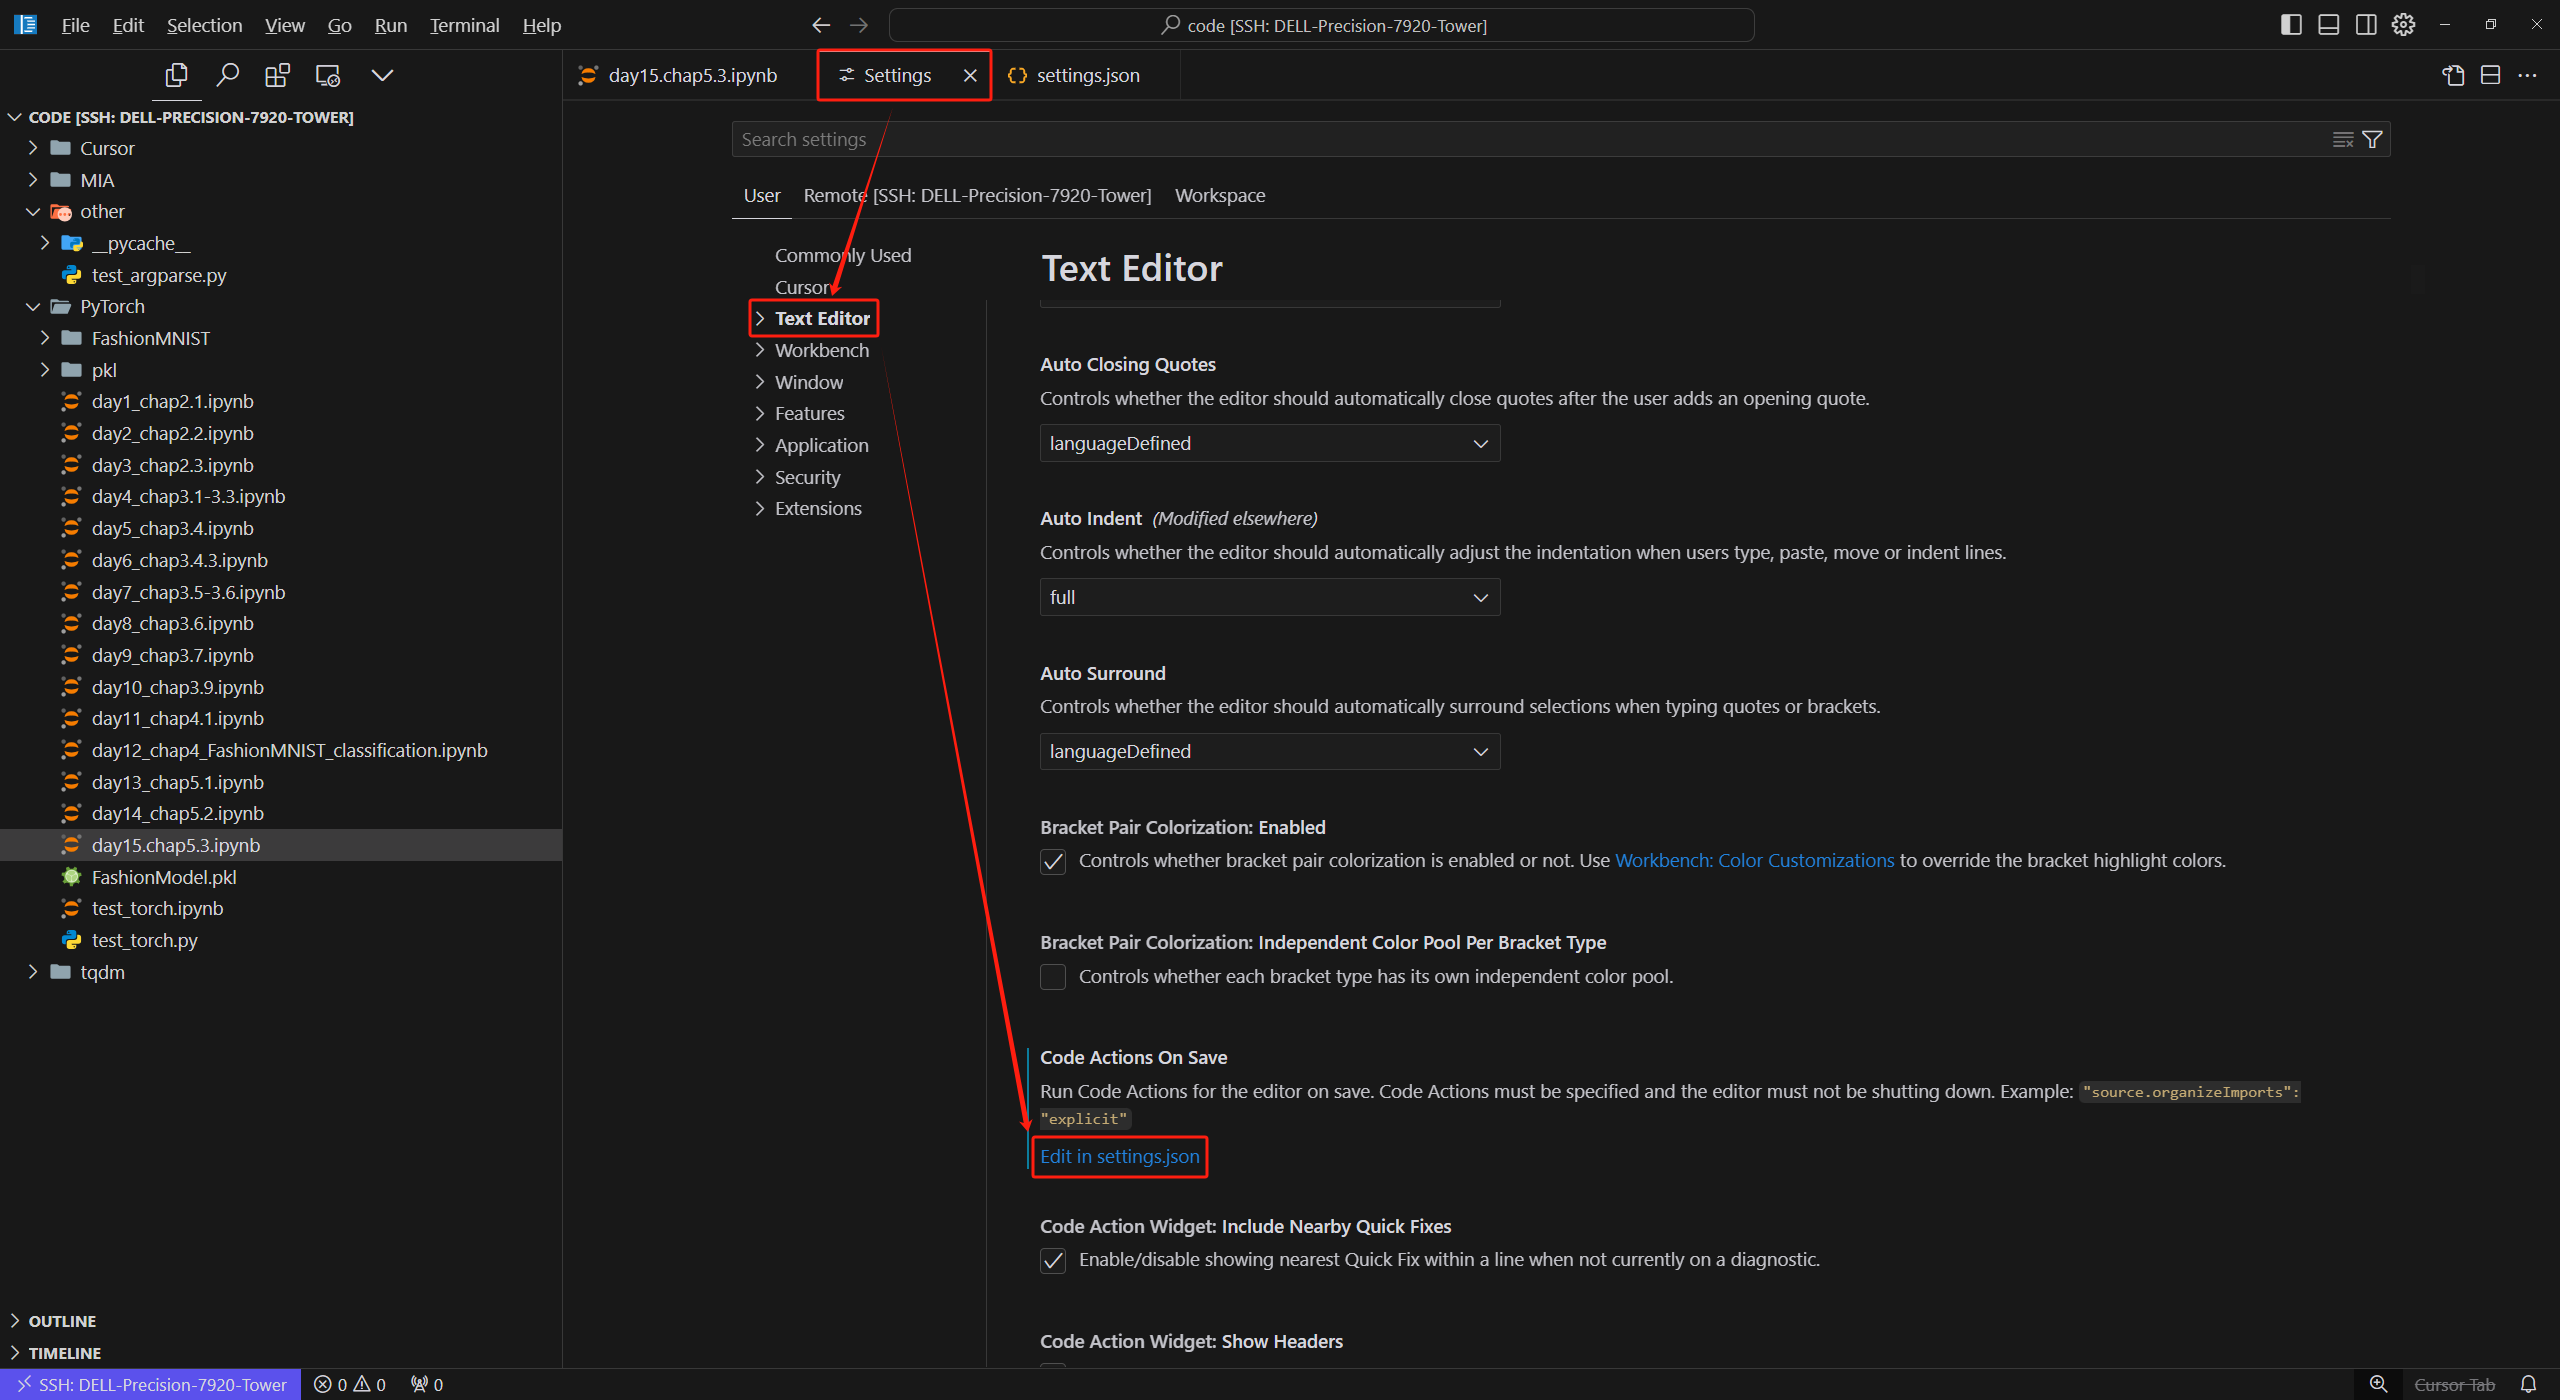 File Edit Selection View Go Run Terminal Help
code [SSH: DELL-Precision-7920-Tower]
CODE [SSH: DELL-PRECISION-7920-TOWER]
Cursor
MIA
other
__pycache__
test_argparse.py
PyTorch
FashionMNIST
pkl
day1_chap2.1.ipynb
day2_chap2.2.ipynb
day3_chap2.3.ipynb
day4_chap3.1-3.3.ipynb
day5_chap3.4.ipynb
day6_chap3.4.3.ipynb
day7_chap3.5-3.6.ipynb
day8_chap3.6.ipynb
day9_chap3.7.ipynb
day10_chap3.9.ipynb
day11_chap4.1.ipynb
day12_chap4_FashionMNIST_classification.ipynb
day13_chap5.1.ipynb
day14_chap5.2.ipynb
day15.chap5.3.ipynb
FashionModel.pkl
test_torch.ipynb
test_torch.py
tqdm
OUTLINE
TIMELINE
day15.chap5.3.ipynb
Settings
settings.json
Search settings
User Remote [SSH: DELL-Precision-7920-Tower] Workspace
Commonly Used
Cursor
Text Editor
Workbench
Window
Features
Application
Security
Extensions
Text Editor
Auto Closing Quotes
Controls whether the editor should automatically close quotes after the user adds an opening quote.
languageDefined
Auto Indent (Modified elsewhere)
Controls whether the editor should automatically adjust the indentation when users type, paste, move or indent lines.
full
Auto Surround
Controls whether the editor should automatically surround selections when typing quotes or brackets.
languageDefined
Bracket Pair Colorization: Enabled
Controls whether bracket pair colorization is enabled or not. Use Workbench: Color Customizations to override the bracket highlight colors.
Bracket Pair Colorization: Independent Color Pool Per Bracket Type
Controls whether each bracket type has its own independent color pool.
Code Actions On Save
Run Code Actions for the editor on save. Code Actions must be specified and the editor must not be shutting down. Example: "source.organizeImports":
"explicit"
Edit in settings.json
Code Action Widget: Include Nearby Quick Fixes
Enable/disable showing nearest Quick Fix within a line when not currently on a diagnostic.
Code Action Widget: Show Headers
SSH: DELL-Precision-7920-Tower 0 0 0
Cursor Tab